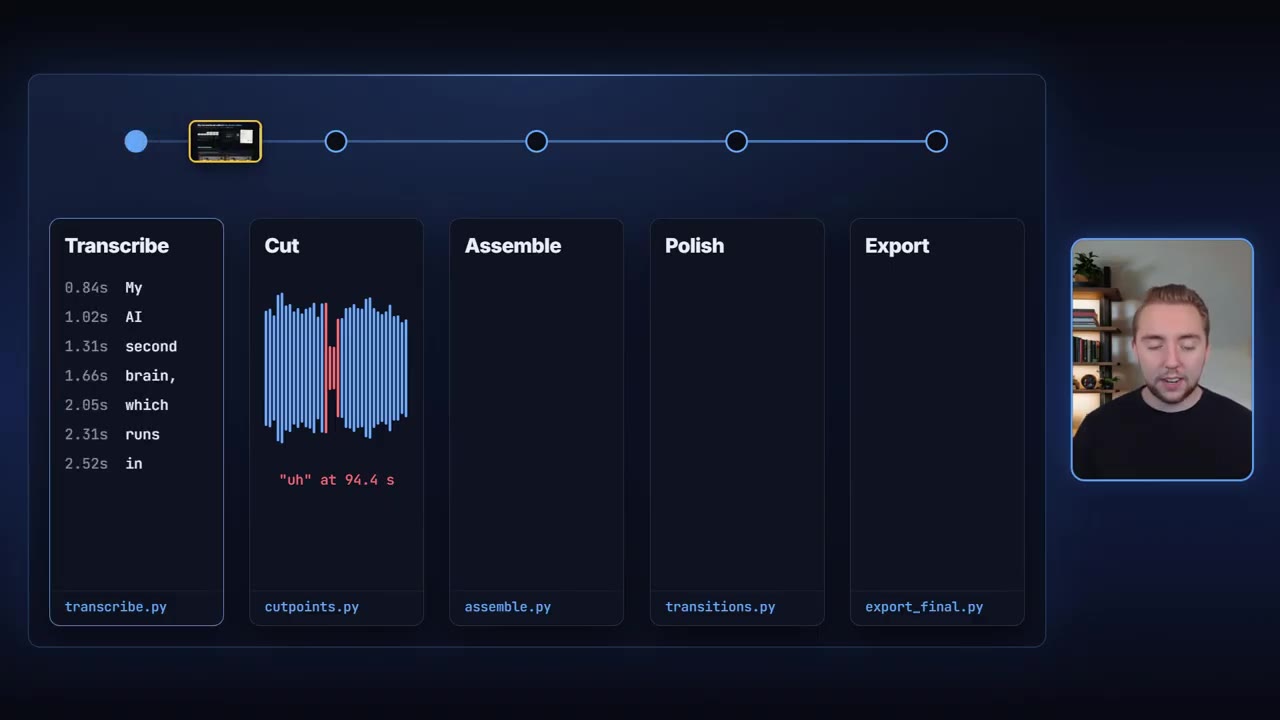 Transcribe
0.84s My
1.02s AI
1.31s second
1.66s brain,
2.05s which
2.31s runs
2.52s in
transcribe.py
Cut
"uh" at 94.4 s
cutpoints.py
Assemble
assemble.py
Polish
transitions.py
Export
export_final.py